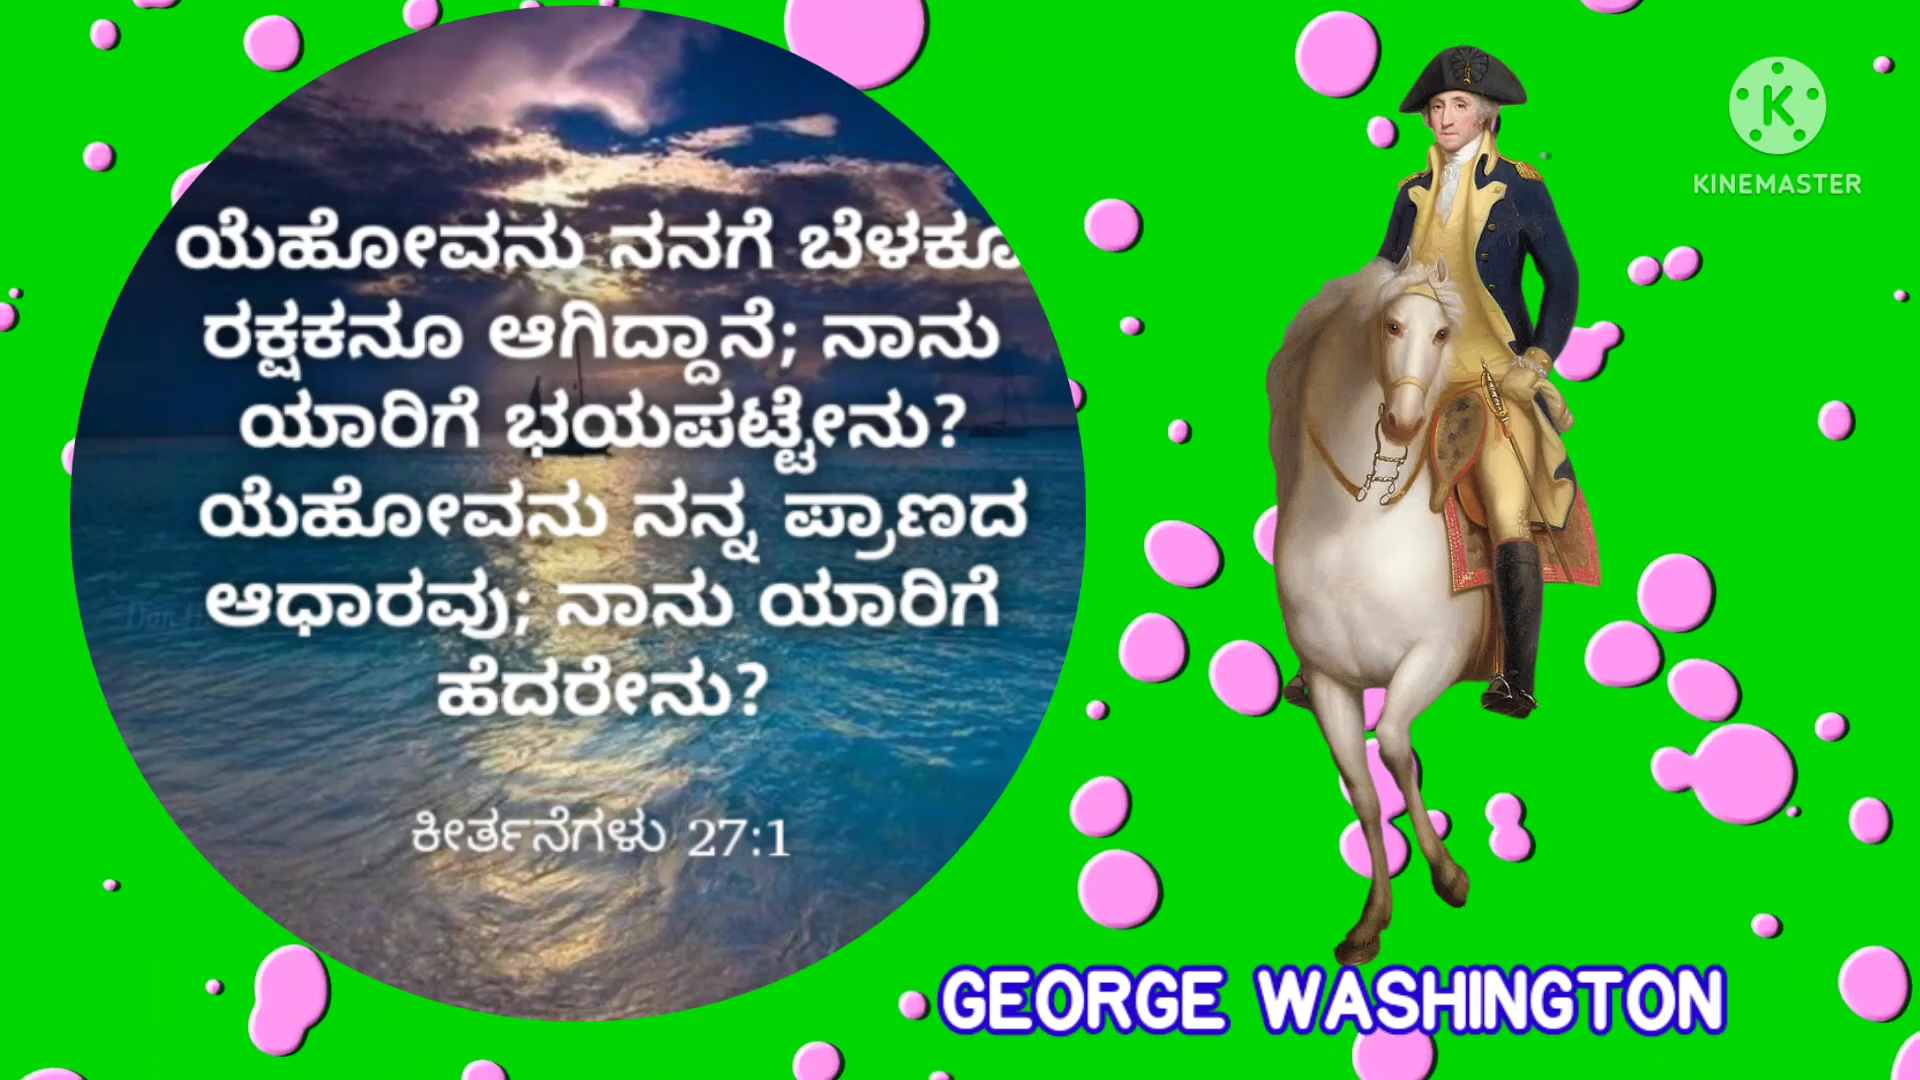 ಯೆಹೋವನು ನನಗೆ ಬೆಳಕೂ
ರಕ್ಷಕನೂ ಆಗಿದ್ದಾನೆ; ನಾನು
ಯಾರಿಗೆ ಭಯಪಟ್ಟೇನು?
ಯೆಹೋವನು ನನ್ನ ಪ್ರಾಣದ
ಆಧಾರವು; ನಾನು ಯಾರಿಗೆ
ಹೆದರೇನು?
ಕೀರ್ತನೆಗಳು 27:1
KINEMASTER
GEORGE WASHINGTON